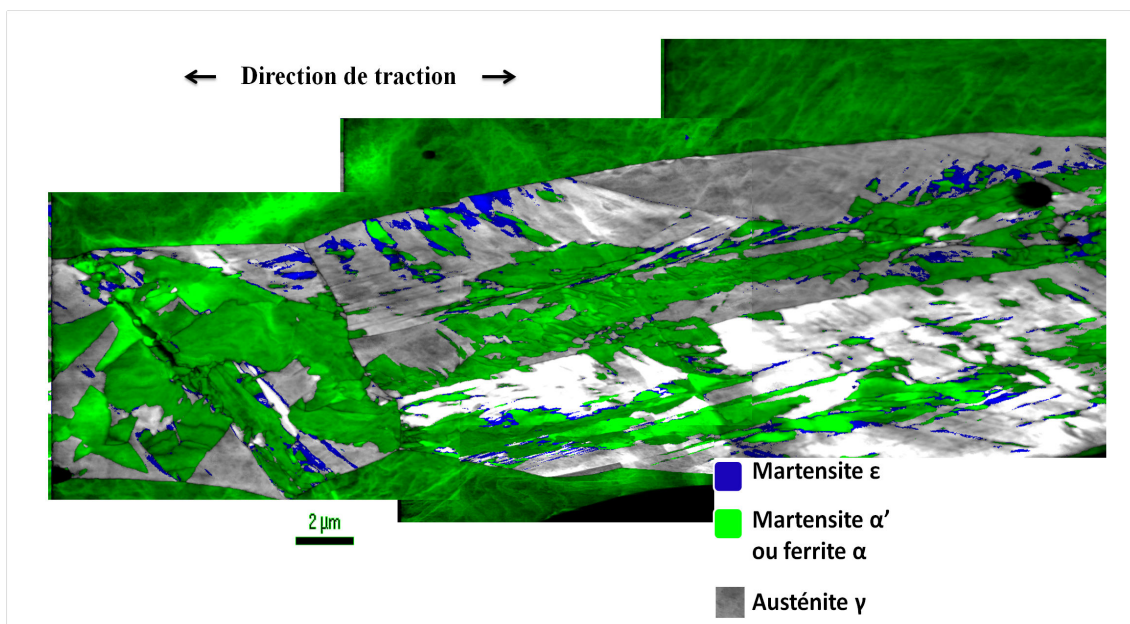 Direction de traction
2 µm
Martensite ε
Martensite α’
ou ferrite α
Austénite γ